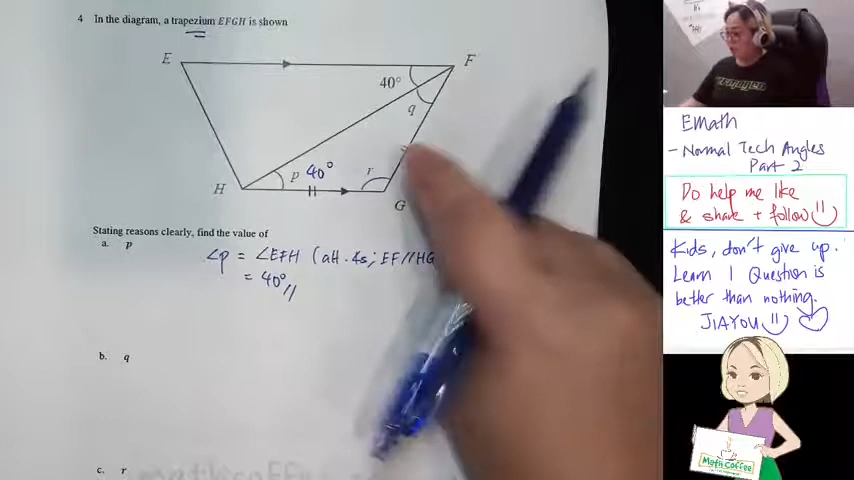 4 In the diagram, a trapezium EFGH is shown
E
F
40°
q
p 40°
r
H
G
Stating reasons clearly, find the value of
a. p
∠p = ∠EFH (alt. ∠s; EF//HG
= 40°//
b. q
c. r
EMath
- Normal Tech Angles
Part 2
Do help me like
& share + follow
Kids, don't give up.
Learn 1 Question is
better than nothing.
JIAYOU
Math Coffee